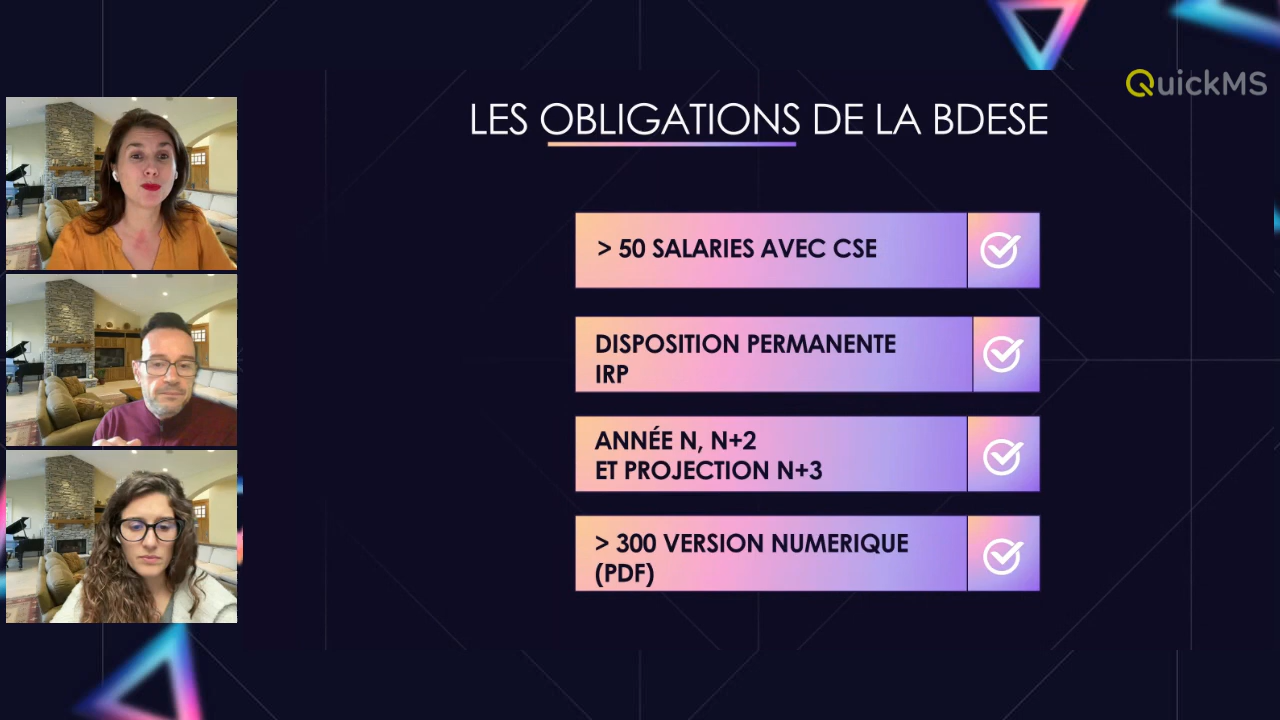 QuickMS
LES OBLIGATIONS DE LA BDESE
> 50 SALARIES AVEC CSE
DISPOSITION PERMANENTE
IRP
ANNÉE N, N+2
ET PROJECTION N+3
> 300 VERSION NUMERIQUE
(PDF)